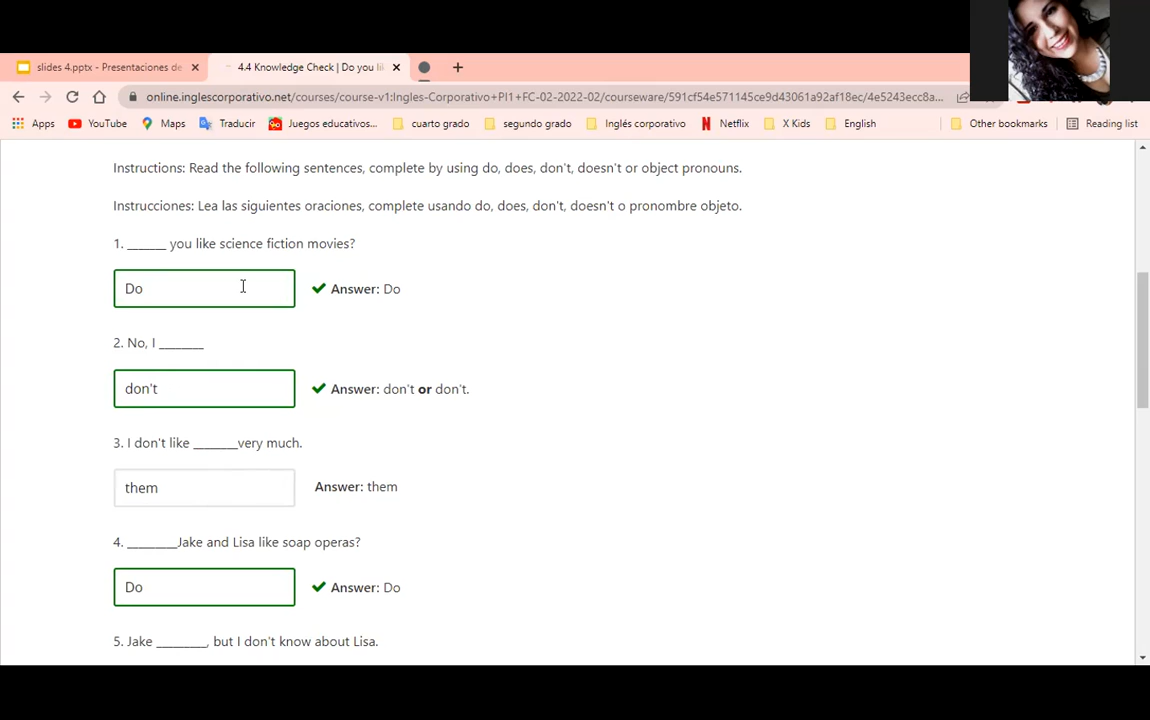 slides 4.pptx - Presentaciones de
4.4 Knowledge Check | Do you li
online.inglescorporativo.net/courses/course-v1:Ingles-Corporativo+PI1+FC-02-2022-02/courseware/591cf54e571145ce9d43061a92af18ec/4e5243ecc8a...
Apps YouTube Maps Traducir Juegos educativos... cuarto grado segundo grado Inglés corporativo Netflix X Kids English Other bookmarks Reading list
Instructions: Read the following sentences, complete by using do, does, don't, doesn't or object pronouns.
Instrucciones: Lea las siguientes oraciones, complete usando do, does, don't, doesn't o pronombre objeto.
1. ______ you like science fiction movies?
Do Answer: Do
2. No, I _______
don't Answer: don't or don't.
3. I don't like _______very much.
them Answer: them
4. _________Jake and Lisa like soap operas?
Do Answer: Do
5. Jake ________, but I don't know about Lisa.